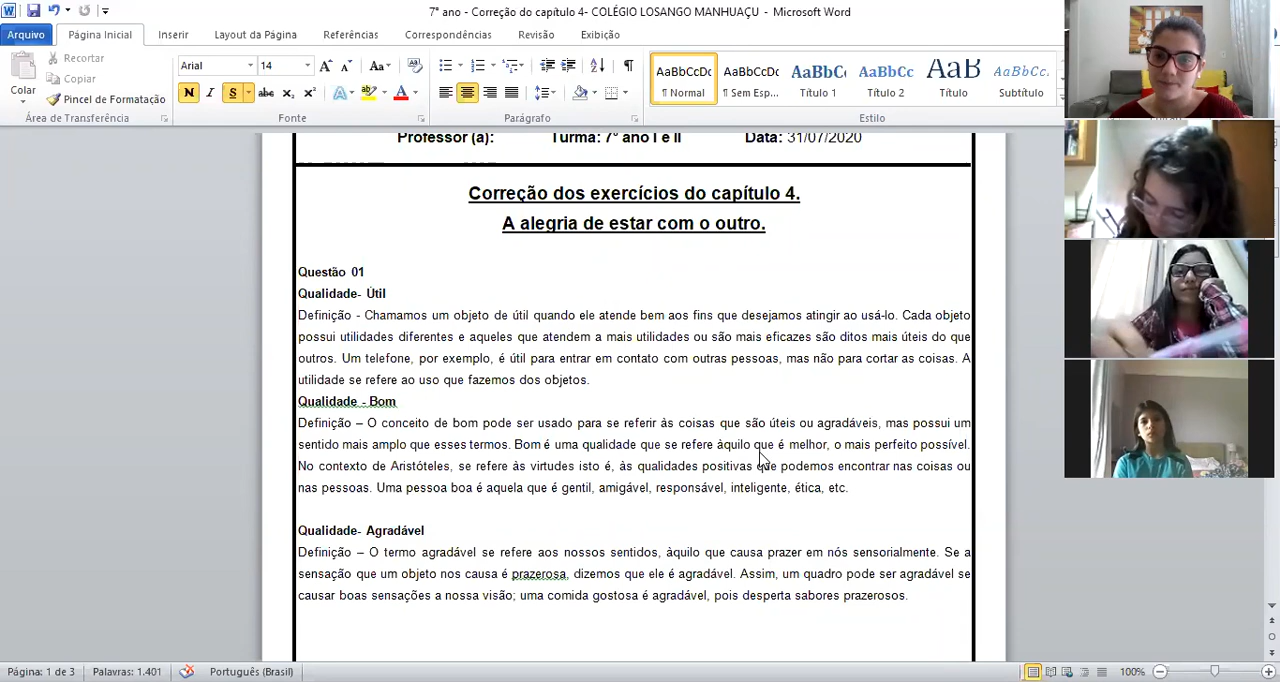 7° ano - Correção do capítulo 4- COLÉGIO LOSANGO MANHUAÇU - Microsoft Word
Arquivo Página Inicial Inserir Layout da Página Referências Correspondências Revisão Exibição
Colar
Recortar
Copiar
Pincel de Formatação
Área de Transferência
Arial 14
Fonte
Parágrafo
AaBbCcDc AaBbCcDc AaBbCc AaBbCc AaB AaBbCcDc.
¶ Normal ¶ Sem Esp... Título 1 Título 2 Título Subtítulo
Estilo
Professor (a): Turma: 7º ano I e II Data: 31/07/2020
Correção dos exercícios do capítulo 4.
A alegria de estar com o outro.
Questão 01
Qualidade- Útil
Definição - Chamamos um objeto de útil quando ele atende bem aos fins que desejamos atingir ao usá-lo. Cada objeto
possui utilidades diferentes e aqueles que atendem a mais utilidades ou são mais eficazes são ditos mais úteis do que
outros. Um telefone, por exemplo, é útil para entrar em contato com outras pessoas, mas não para cortar as coisas. A
utilidade se refere ao uso que fazemos dos objetos.
Qualidade - Bom
Definição – O conceito de bom pode ser usado para se referir às coisas que são úteis ou agradáveis, mas possui um
sentido mais amplo que esses termos. Bom é uma qualidade que se refere àquilo que é melhor, o mais perfeito possível.
No contexto de Aristóteles, se refere às virtudes isto é, às qualidades positivas que podemos encontrar nas coisas ou
nas pessoas. Uma pessoa boa é aquela que é gentil, amigável, responsável, inteligente, ética, etc.
Qualidade- Agradável
Definição – O termo agradável se refere aos nossos sentidos, àquilo que causa prazer em nós sensorialmente. Se a
sensação que um objeto nos causa é prazerosa, dizemos que ele é agradável. Assim, um quadro pode ser agradável se
causar boas sensações a nossa visão; uma comida gostosa é agradável, pois desperta sabores prazerosos.
Página: 1 de 3 Palavras: 1.401 Português (Brasil) 100%